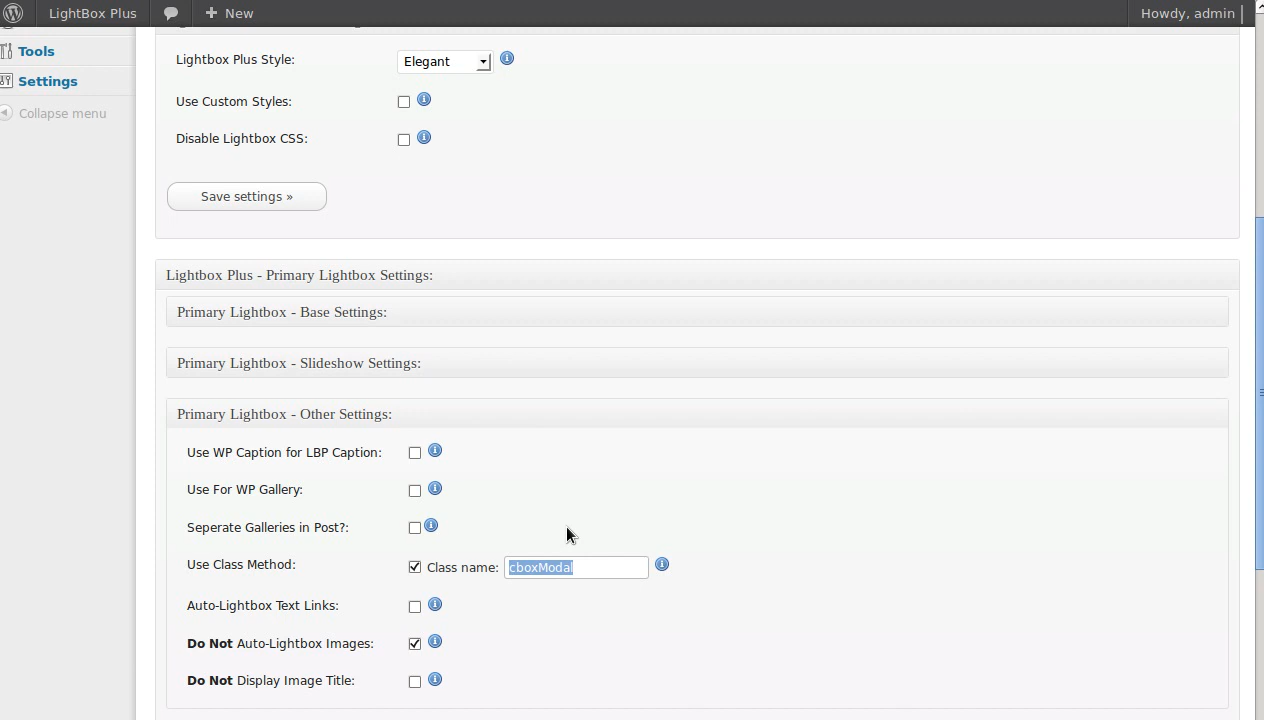 LightBox Plus New Howdy, admin
Tools
Settings
Collapse menu
Lightbox Plus Style: Elegant
Use Custom Styles:
Disable Lightbox CSS:
Save settings »
Lightbox Plus - Primary Lightbox Settings:
Primary Lightbox - Base Settings:
Primary Lightbox - Slideshow Settings:
Primary Lightbox - Other Settings:
Use WP Caption for LBP Caption:
Use For WP Gallery:
Seperate Galleries in Post?:
Use Class Method: Class name: cboxModal
Auto-Lightbox Text Links:
Do Not Auto-Lightbox Images:
Do Not Display Image Title: